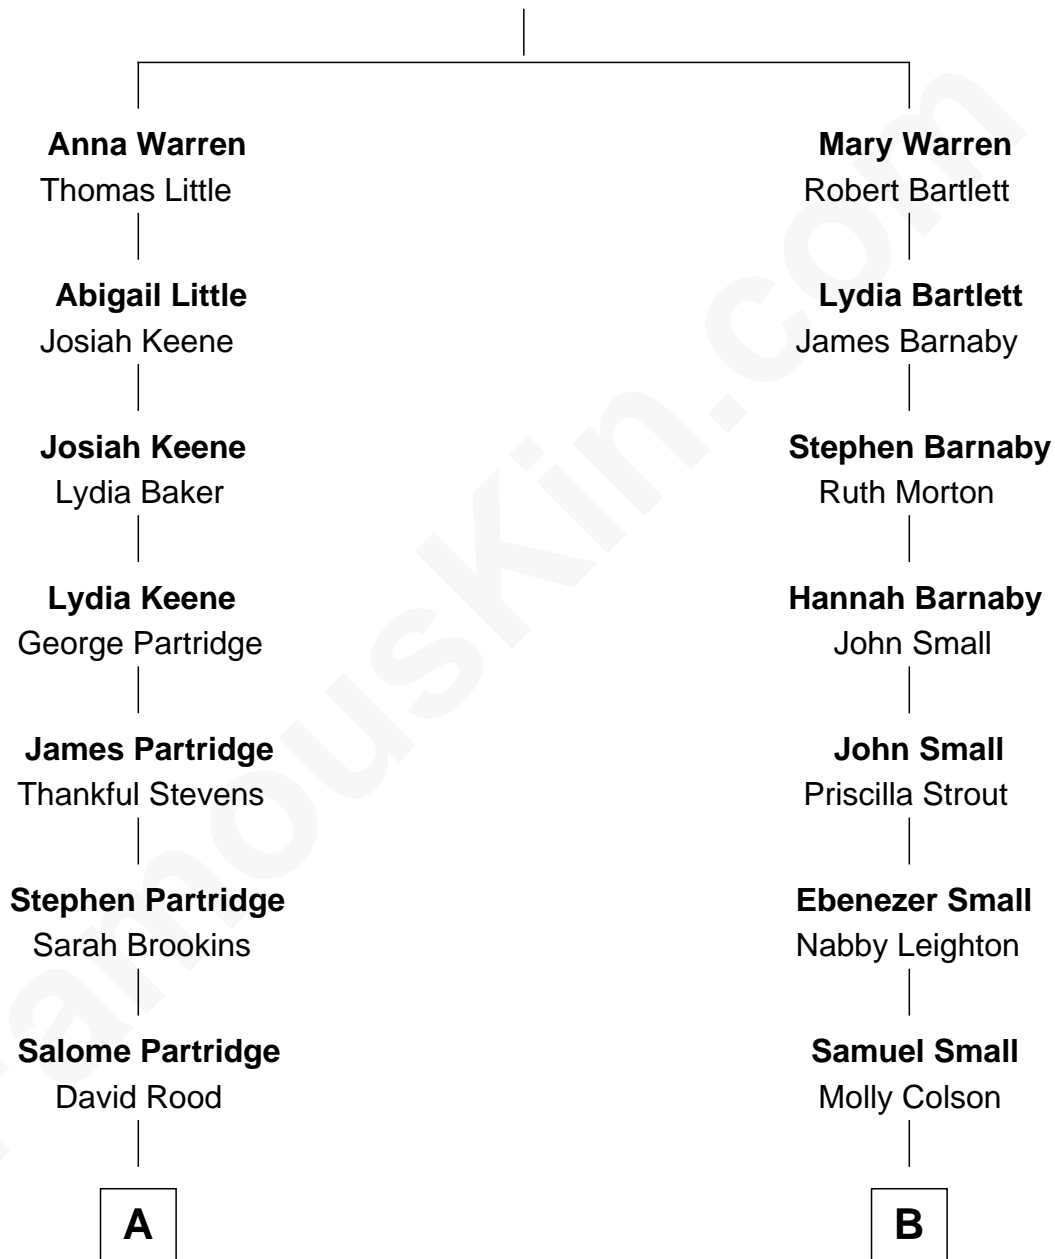 Anna Warren
Thomas Little
Mary Warren
Robert Bartlett
Abigail Little
Josiah Keene
Lydia Bartlett
James Barnaby
Josiah Keene
Lydia Baker
Stephen Barnaby
Ruth Morton
Lydia Keene
George Partridge
Hannah Barnaby
John Small
James Partridge
Thankful Stevens
John Small
Priscilla Strout
Stephen Partridge
Sarah Brookins
Ebenezer Small
Nabby Leighton
Salome Partridge
David Rood
Samuel Small
Molly Colson
A
B
FamousKin.com